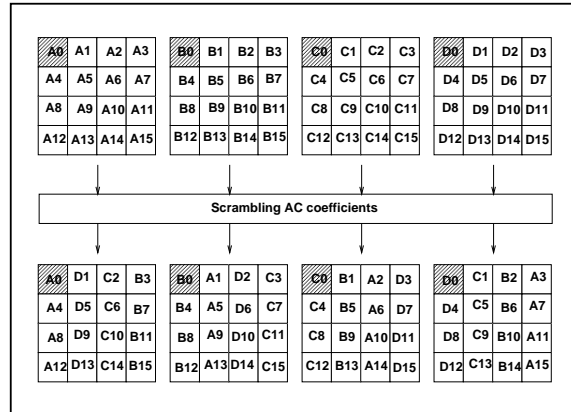 A0 A1 A2 A3 B0 B1 B2 B3 C0 C1 C2 C3 D0 D1 D2 D3
A4 A5 A6 A7 B4 B5 B6 B7 C4 C5 C6 C7 D4 D5 D6 D7
A8 A9 A10 A11 B8 B9 B10 B11 C8 C9 C10 C11 D8 D9 D10 D11
A12 A13 A14 A15 B12 B13 B14 B15 C12 C13 C14 C15 D12 D13 D14 D15
Scrambling AC coefficients
A0 D1 C2 B3 B0 A1 D2 C3 C0 B1 A2 D3 D0 C1 B2 A3
A4 D5 C6 B7 B4 A5 D6 C7 C4 B5 A6 D7 D4 C5 B6 A7
A8 D9 C10 B11 B8 A9 D10 C11 C8 B9 A10 D11 D8 C9 B10 A11
A12 D13 C14 B15 B12 A13 D14 C15 C12 B13 A14 D15 D12 C13 B14 A15